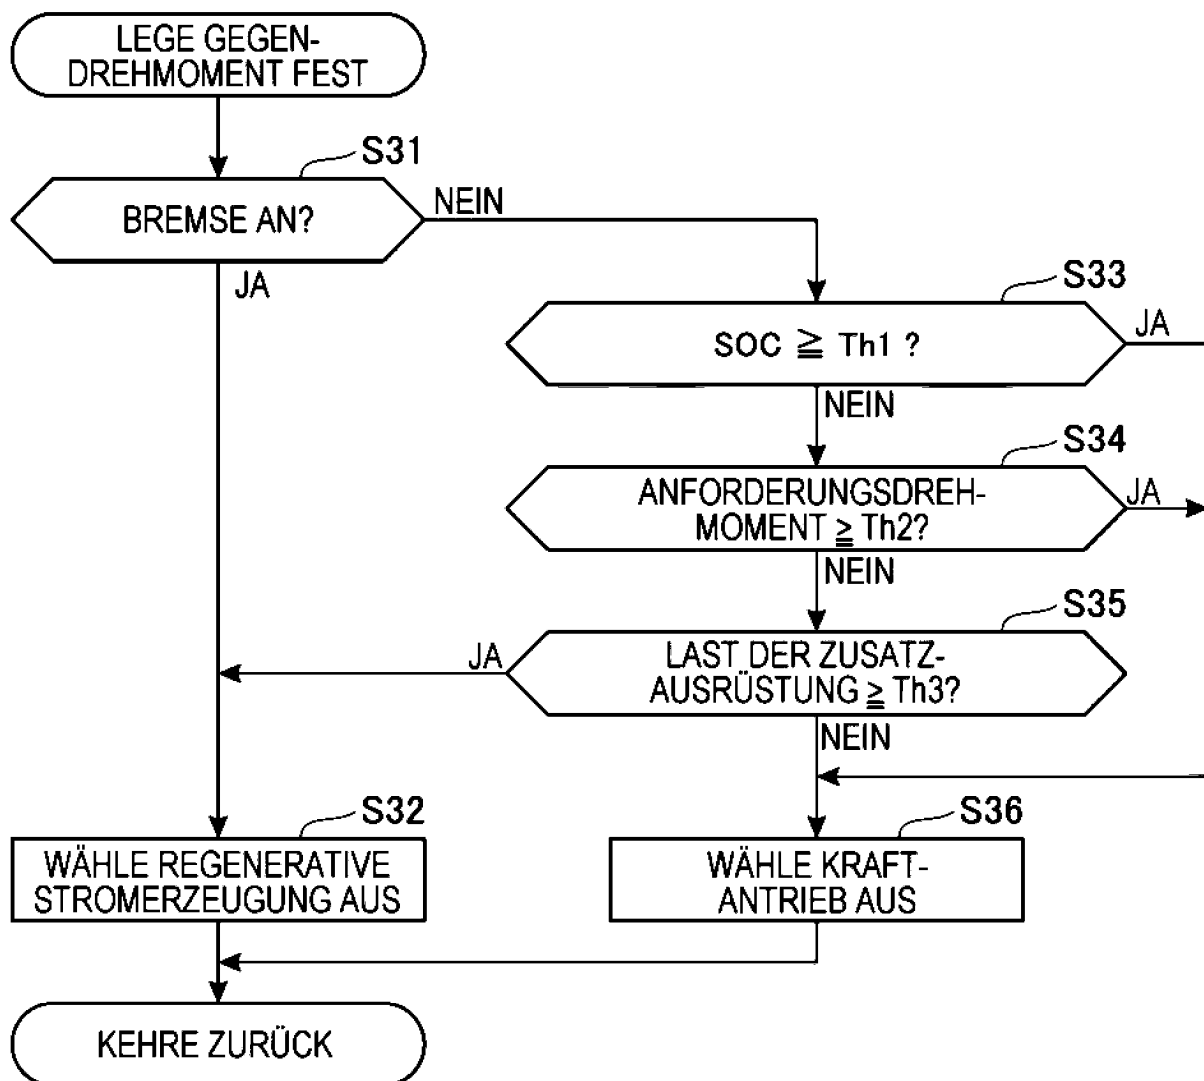 LEGE GEGEN-
DREHMOMENT FEST
S31
BREMSE AN?
NEIN
JA
S33
SOC ≧ Th1 ?
JA
NEIN
S34
ANFORDERUNGSDREH-
MOMENT ≧ Th2?
JA
NEIN
S35
LAST DER ZUSATZ-
AUSRÜSTUNG ≧ Th3?
JA
NEIN
S32
WÄHLE REGENERATIVE
STROMERZEUGUNG AUS
S36
WÄHLE KRAFT-
ANTRIEB AUS
KEHRE ZURÜCK